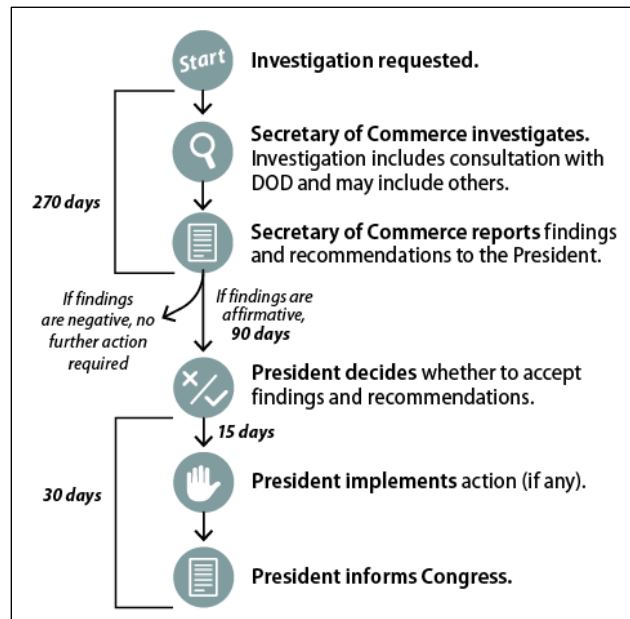 Start
Investigation requested.
Secretary of Commerce investigates.
Investigation includes consultation with
DOD and may include others.
270 days
Secretary of Commerce reports findings
and recommendations to the President.
If findings
are negative, no
further action
required
If findings are
affirmative,
90 days
President decides whether to accept
findings and recommendations.
15 days
30 days
President implements action (if any).
President informs Congress.